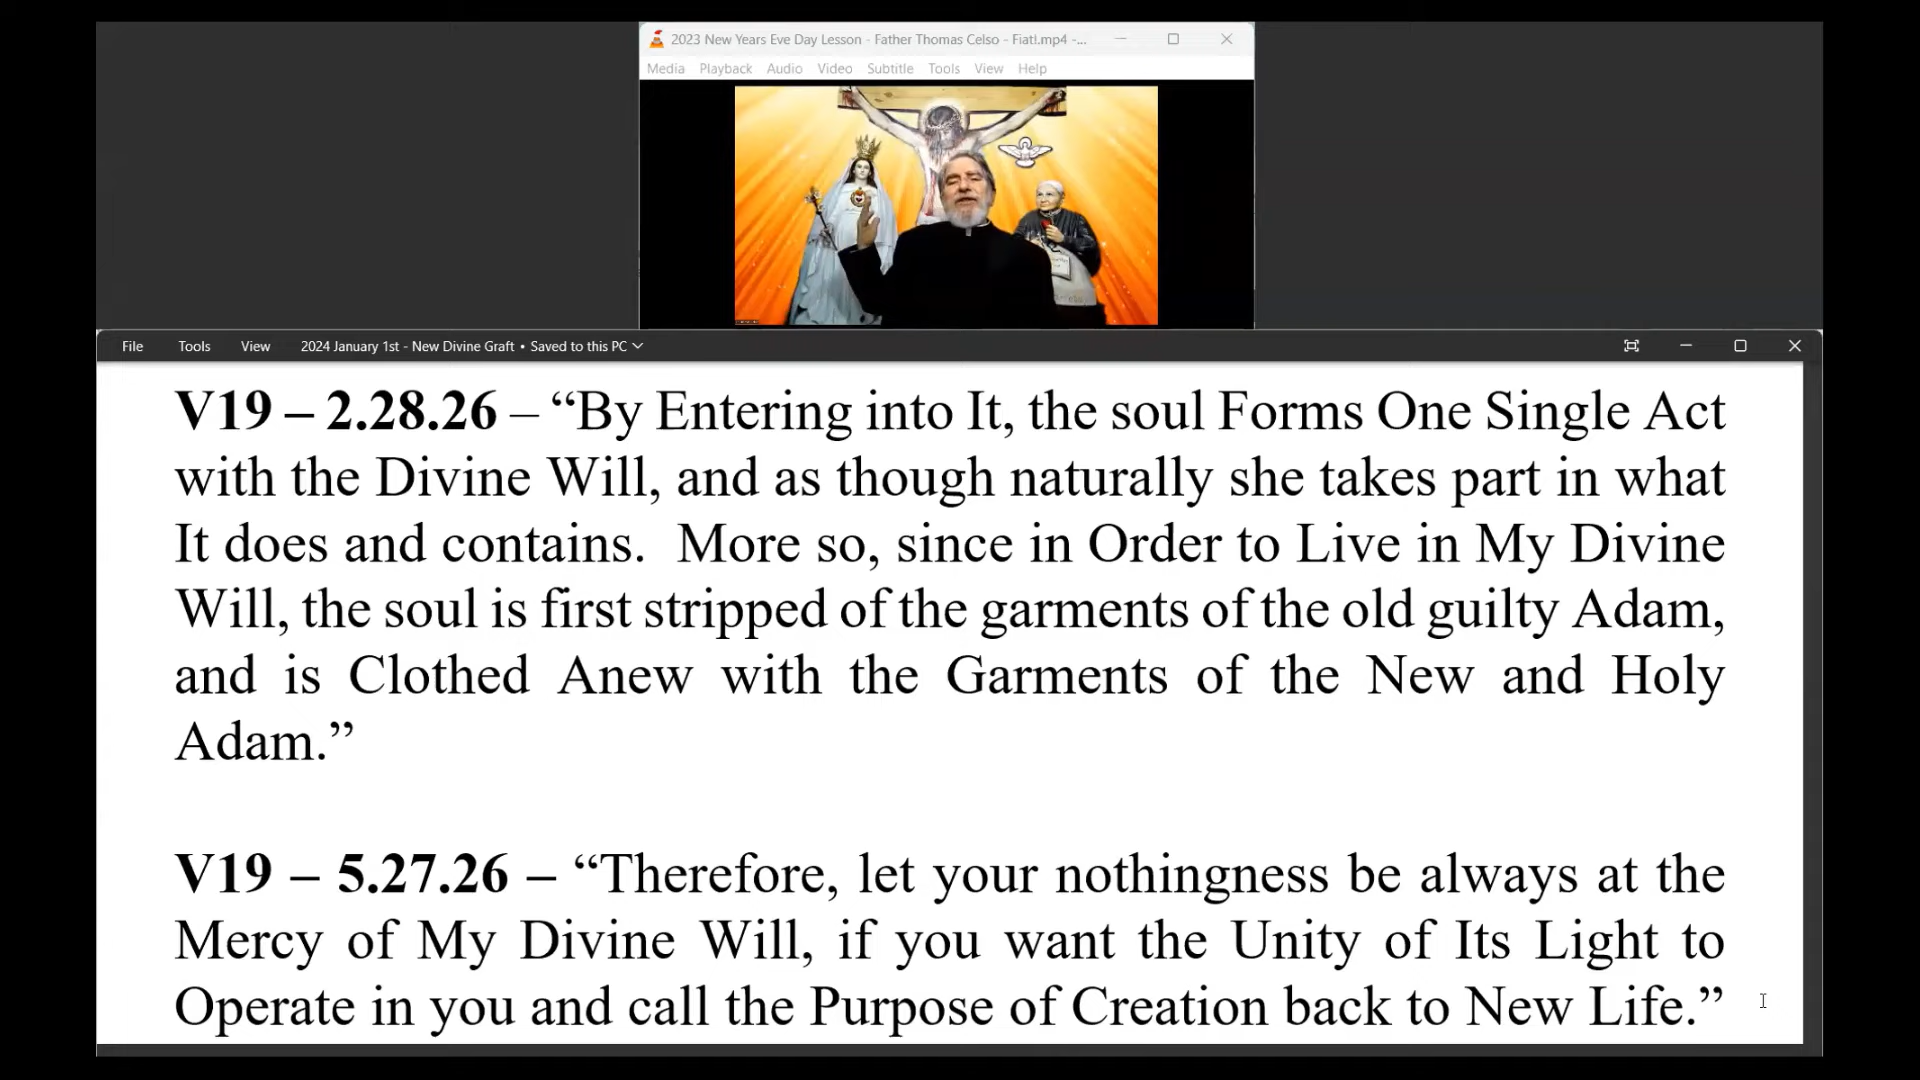 2023 New Years Eve Day Lesson - Father Thomas Celso - Fiat!.mp4 -...
Media Playback Audio Video Subtitle Tools View Help
File Tools View 2024 January 1st - New Divine Graft • Saved to this PC
V19 – 2.28.26 – “By Entering into It, the soul Forms One Single Act
with the Divine Will, and as though naturally she takes part in what
It does and contains. More so, since in Order to Live in My Divine
Will, the soul is first stripped of the garments of the old guilty Adam,
and is Clothed Anew with the Garments of the New and Holy
Adam.”
V19 – 5.27.26 – “Therefore, let your nothingness be always at the
Mercy of My Divine Will, if you want the Unity of Its Light to
Operate in you and call the Purpose of Creation back to New Life.”